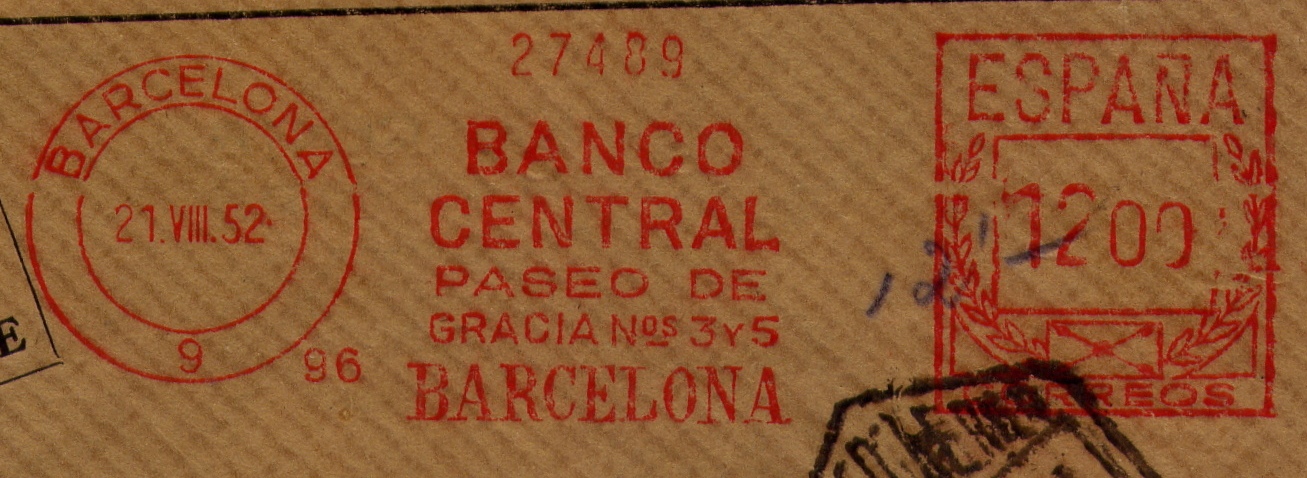 BARCELONA
21.VIII.52
9
96
27489
BANCO
CENTRAL
PASEO DE
GRACIA Nos 3 Y 5
BARCELONA
ESPAÑA
1200
CORREOS
E